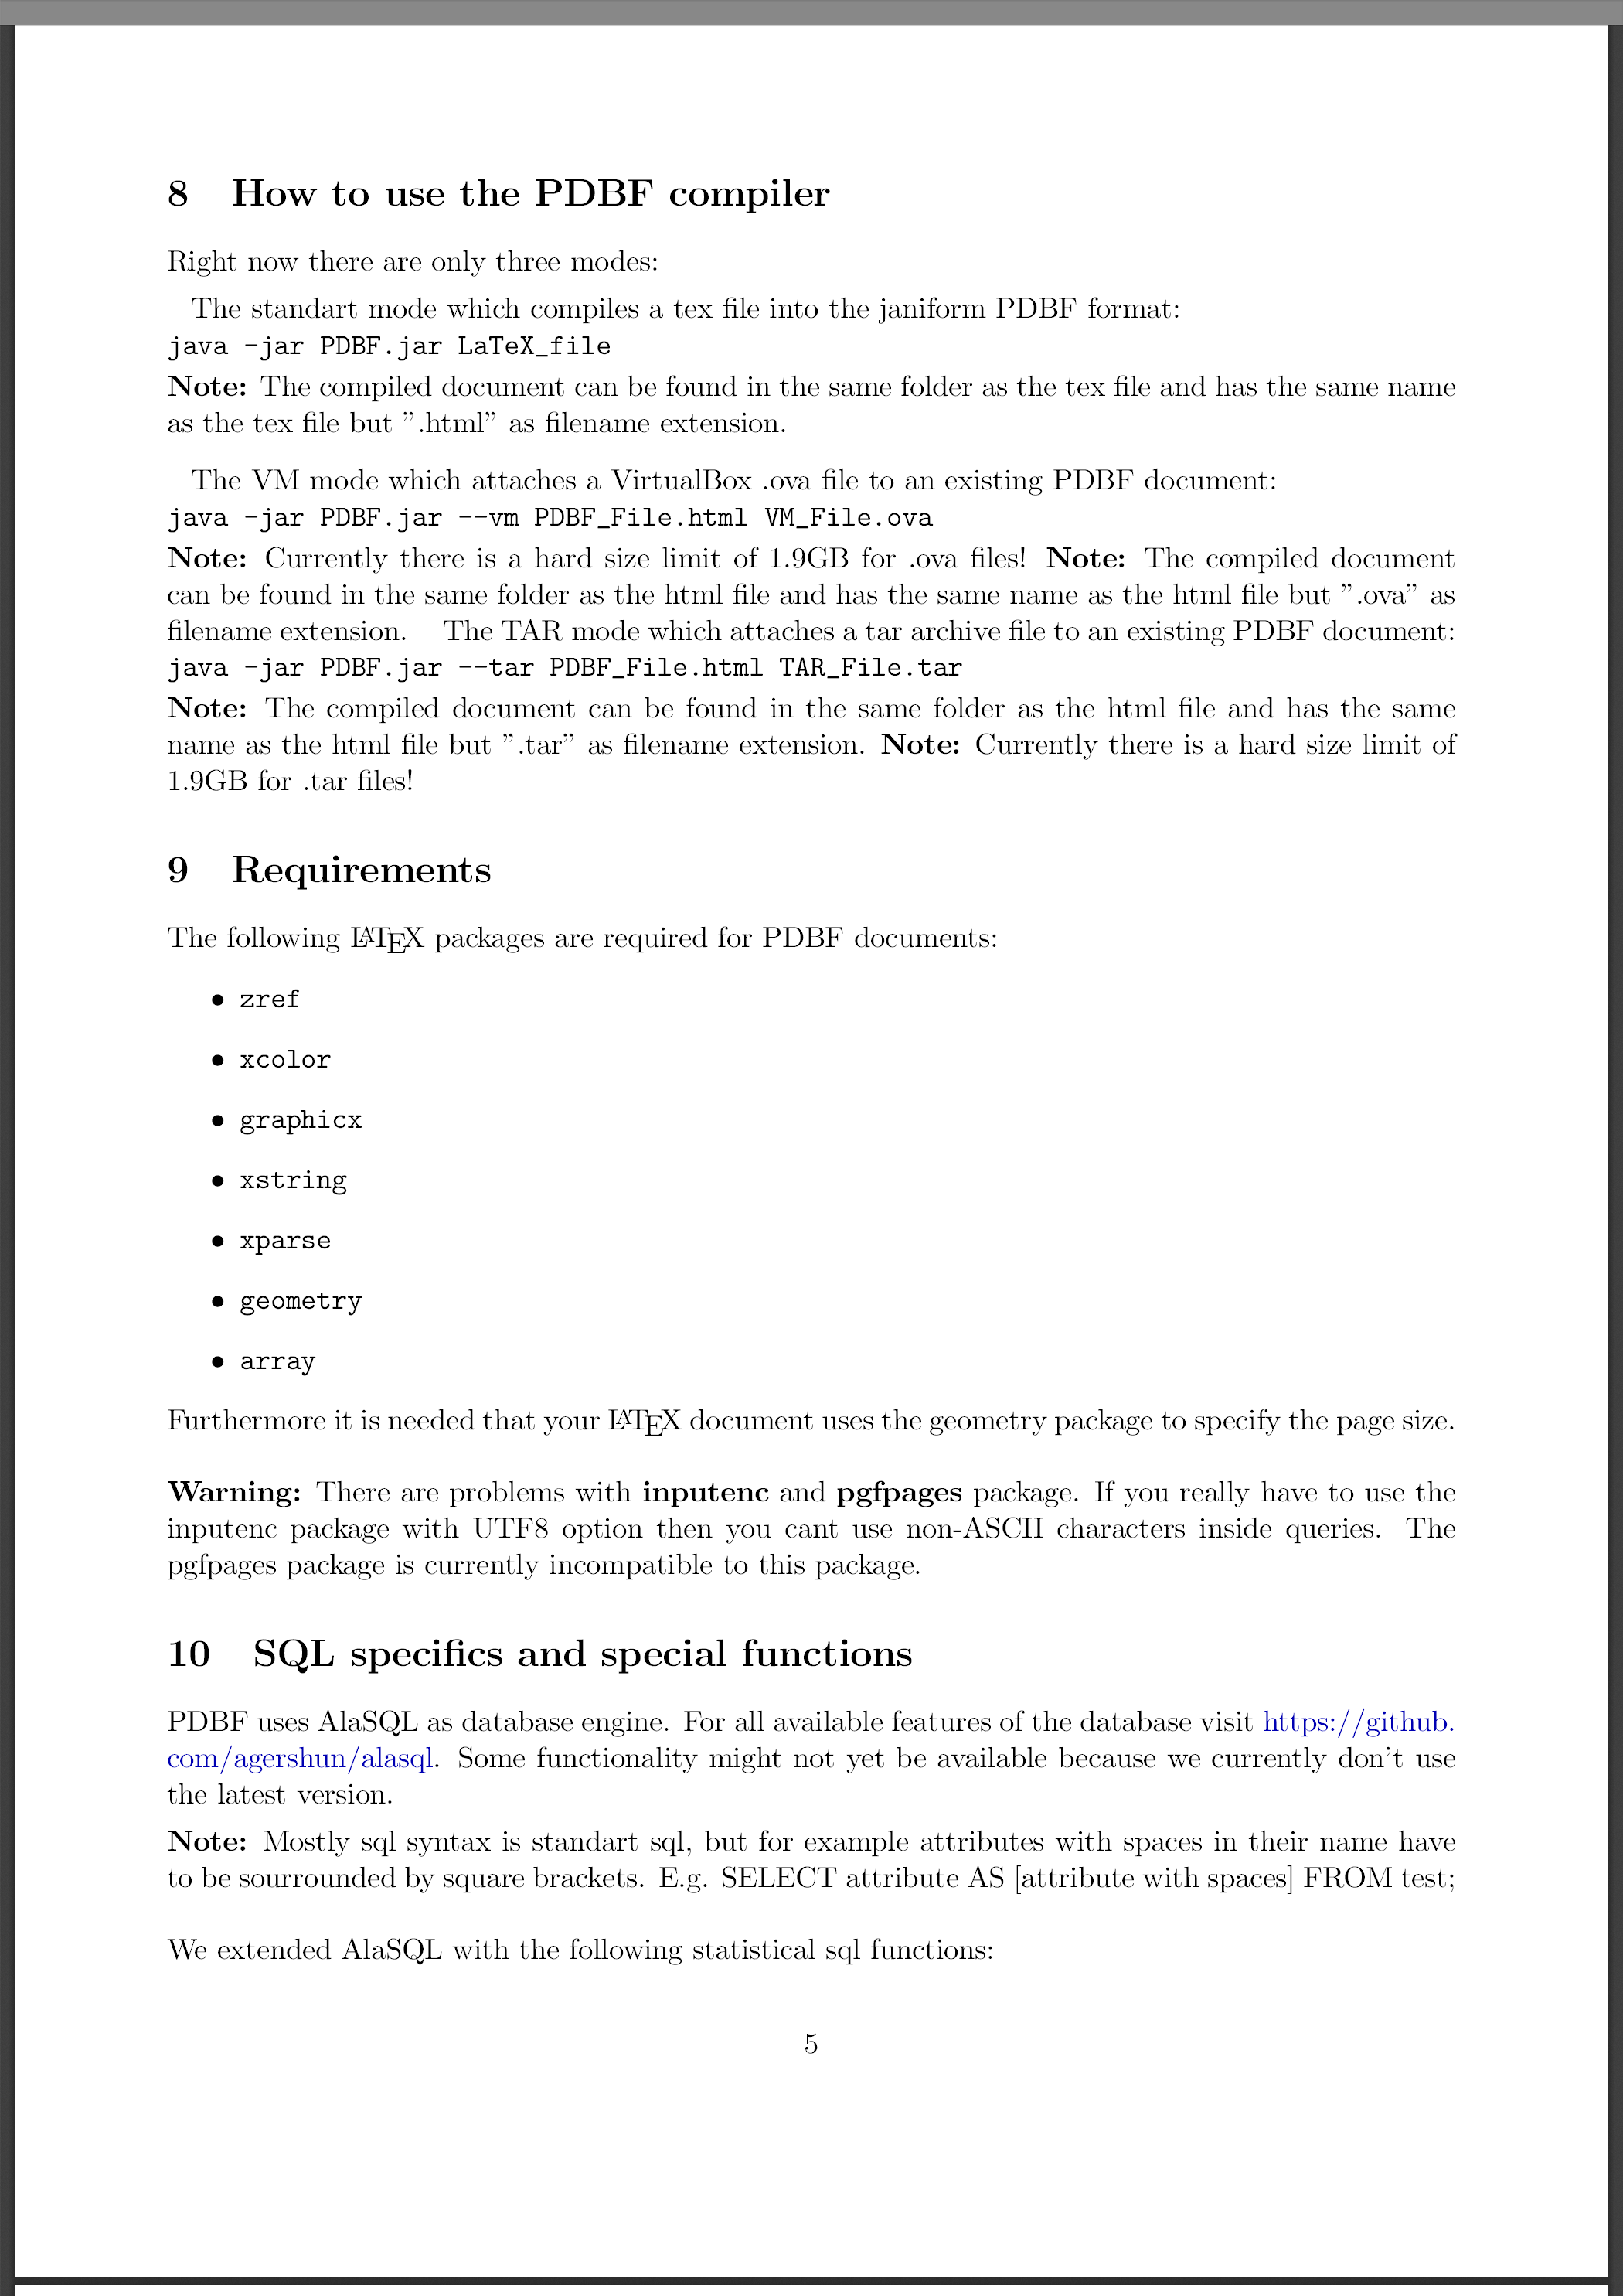 8 How to use the PDBF compiler
Right now there are only three modes:
The standart mode which compiles a tex file into the janiform PDBF format:
java -jar PDBF.jar LaTeX_file
Note: The compiled document can be found in the same folder as the tex file and has the same name
as the tex file but ”.html” as filename extension.
The VM mode which attaches a VirtualBox .ova file to an existing PDBF document:
java -jar PDBF.jar --vm PDBF_File.html VM_File.ova
Note: Currently there is a hard size limit of 1.9GB for .ova files! Note: The compiled document
can be found in the same folder as the html file and has the same name as the html file but ”.ova” as
filename extension. The TAR mode which attaches a tar archive file to an existing PDBF document:
java -jar PDBF.jar --tar PDBF_File.html TAR_File.tar
Note: The compiled document can be found in the same folder as the html file and has the same
name as the html file but ”.tar” as filename extension. Note: Currently there is a hard size limit of
1.9GB for .tar files!
9 Requirements
The following LATEX packages are required for PDBF documents:
• zref
• xcolor
• graphicx
• xstring
• xparse
• geometry
• array
Furthermore it is needed that your LATEX document uses the geometry package to specify the page size.
Warning: There are problems with inputenc and pgfpages package. If you really have to use the
inputenc package with UTF8 option then you cant use non-ASCII characters inside queries. The
pgfpages package is currently incompatible to this package.
10 SQL specifics and special functions
PDBF uses AlaSQL as database engine. For all available features of the database visit https://github.
com/agershun/alasql. Some functionality might not yet be available because we currently don’t use
the latest version.
Note: Mostly sql syntax is standart sql, but for example attributes with spaces in their name have
to be sourrounded by square brackets. E.g. SELECT attribute AS [attribute with spaces] FROM test;
We extended AlaSQL with the following statistical sql functions:
5